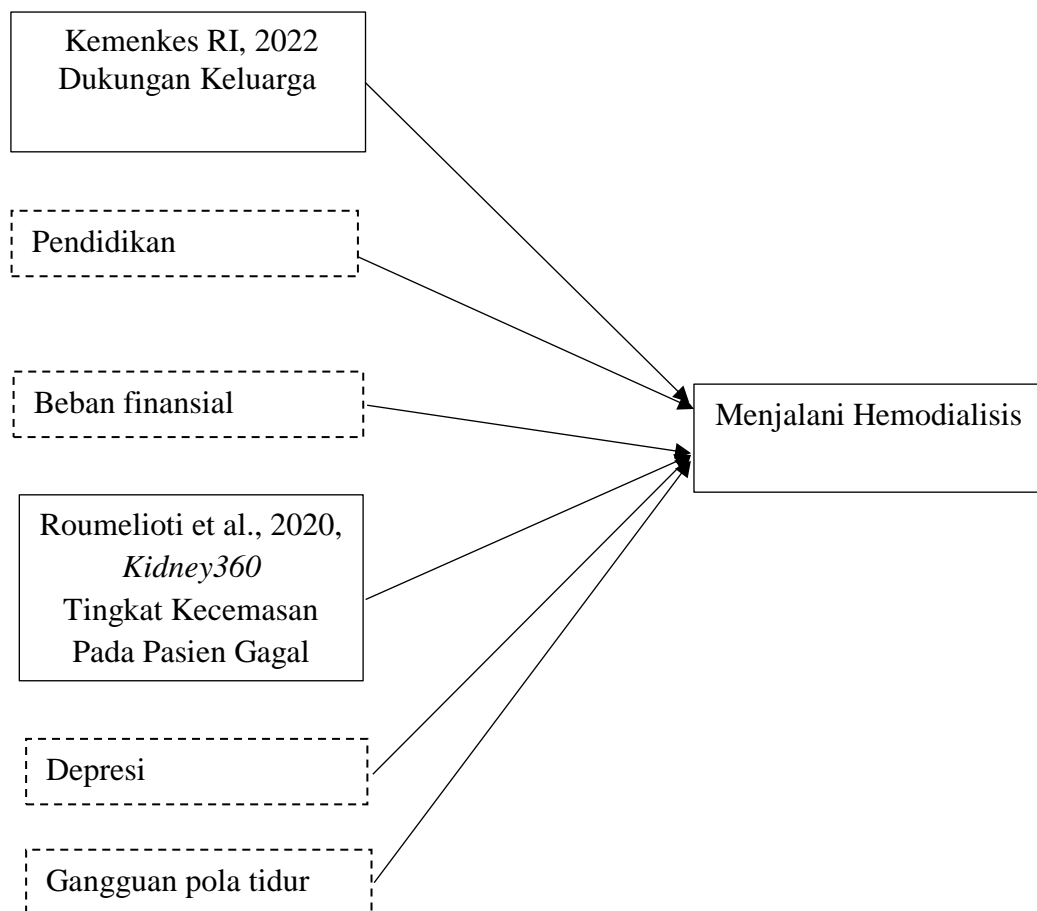 Kemenkes RI, 2022
Dukungan Keluarga
Pendidikan
Beban finansial
Menjalani Hemodialisis
Roumelioti et al., 2020,
Kidney360
Tingkat Kecemasan
Pada Pasien Gagal
Depresi
Gangguan pola tidur